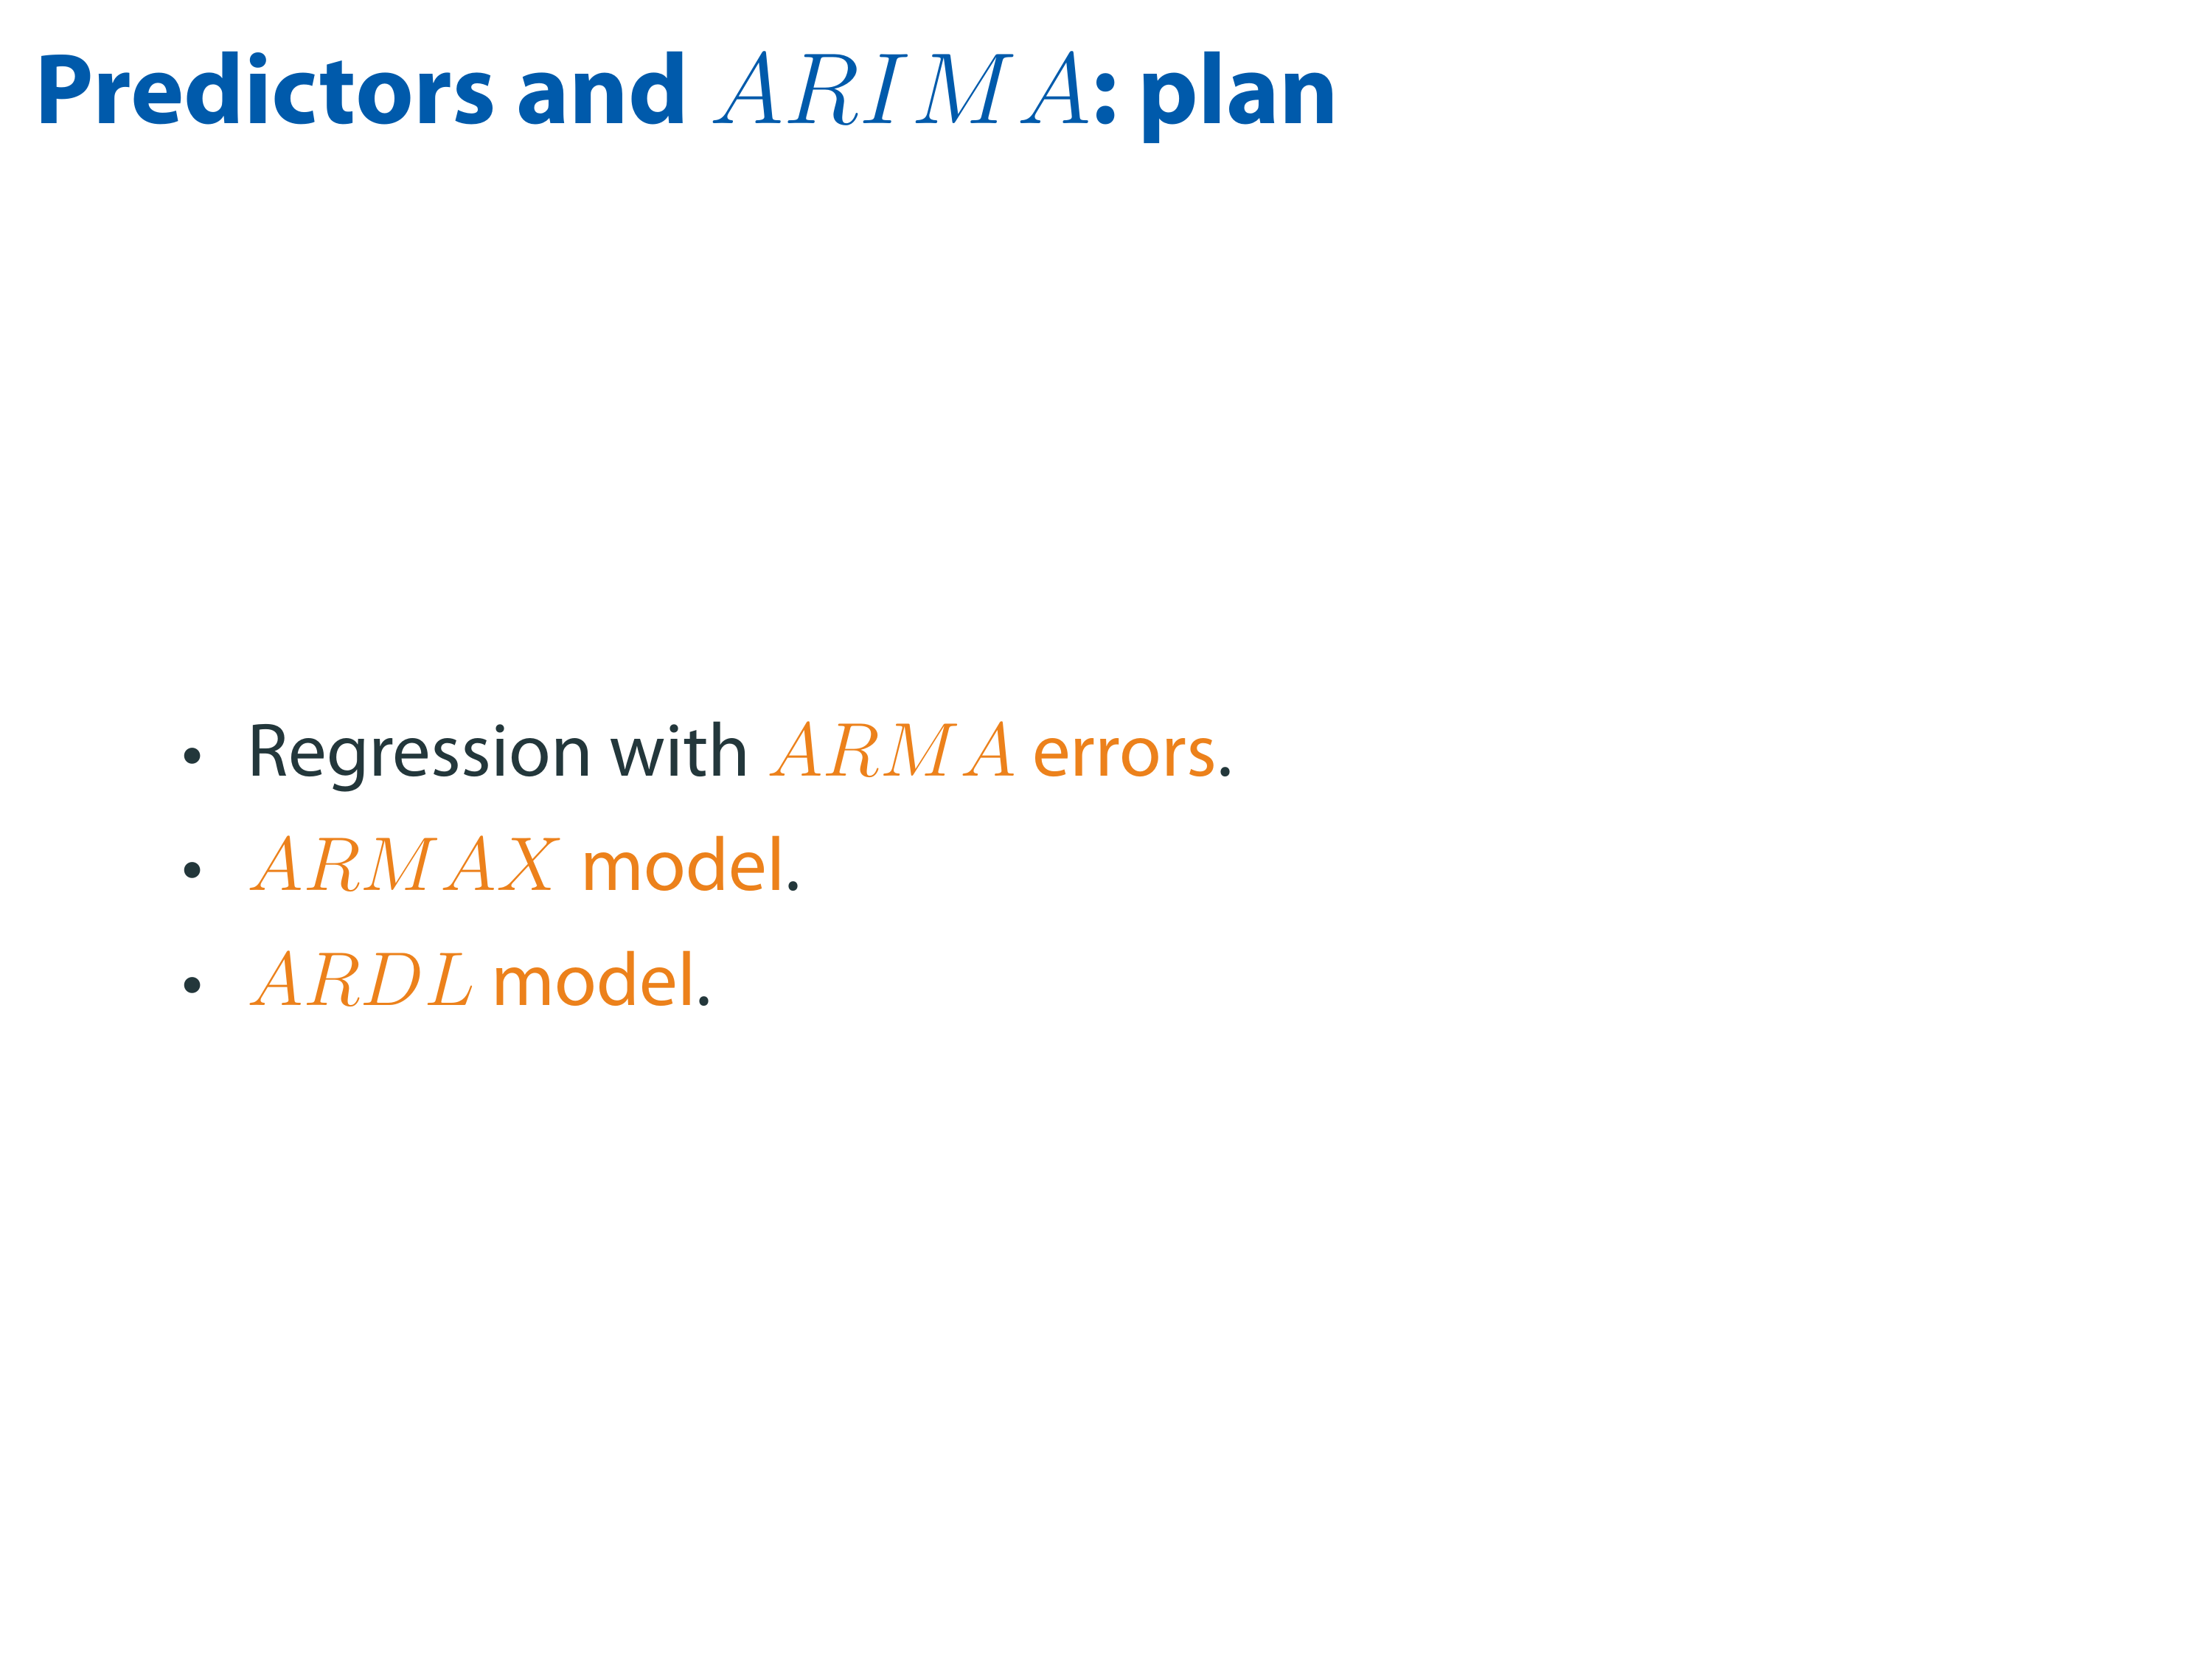 Predictors and ARIMA: plan
• Regression with ARMA errors.
• ARMAX model.
• ARDL model.